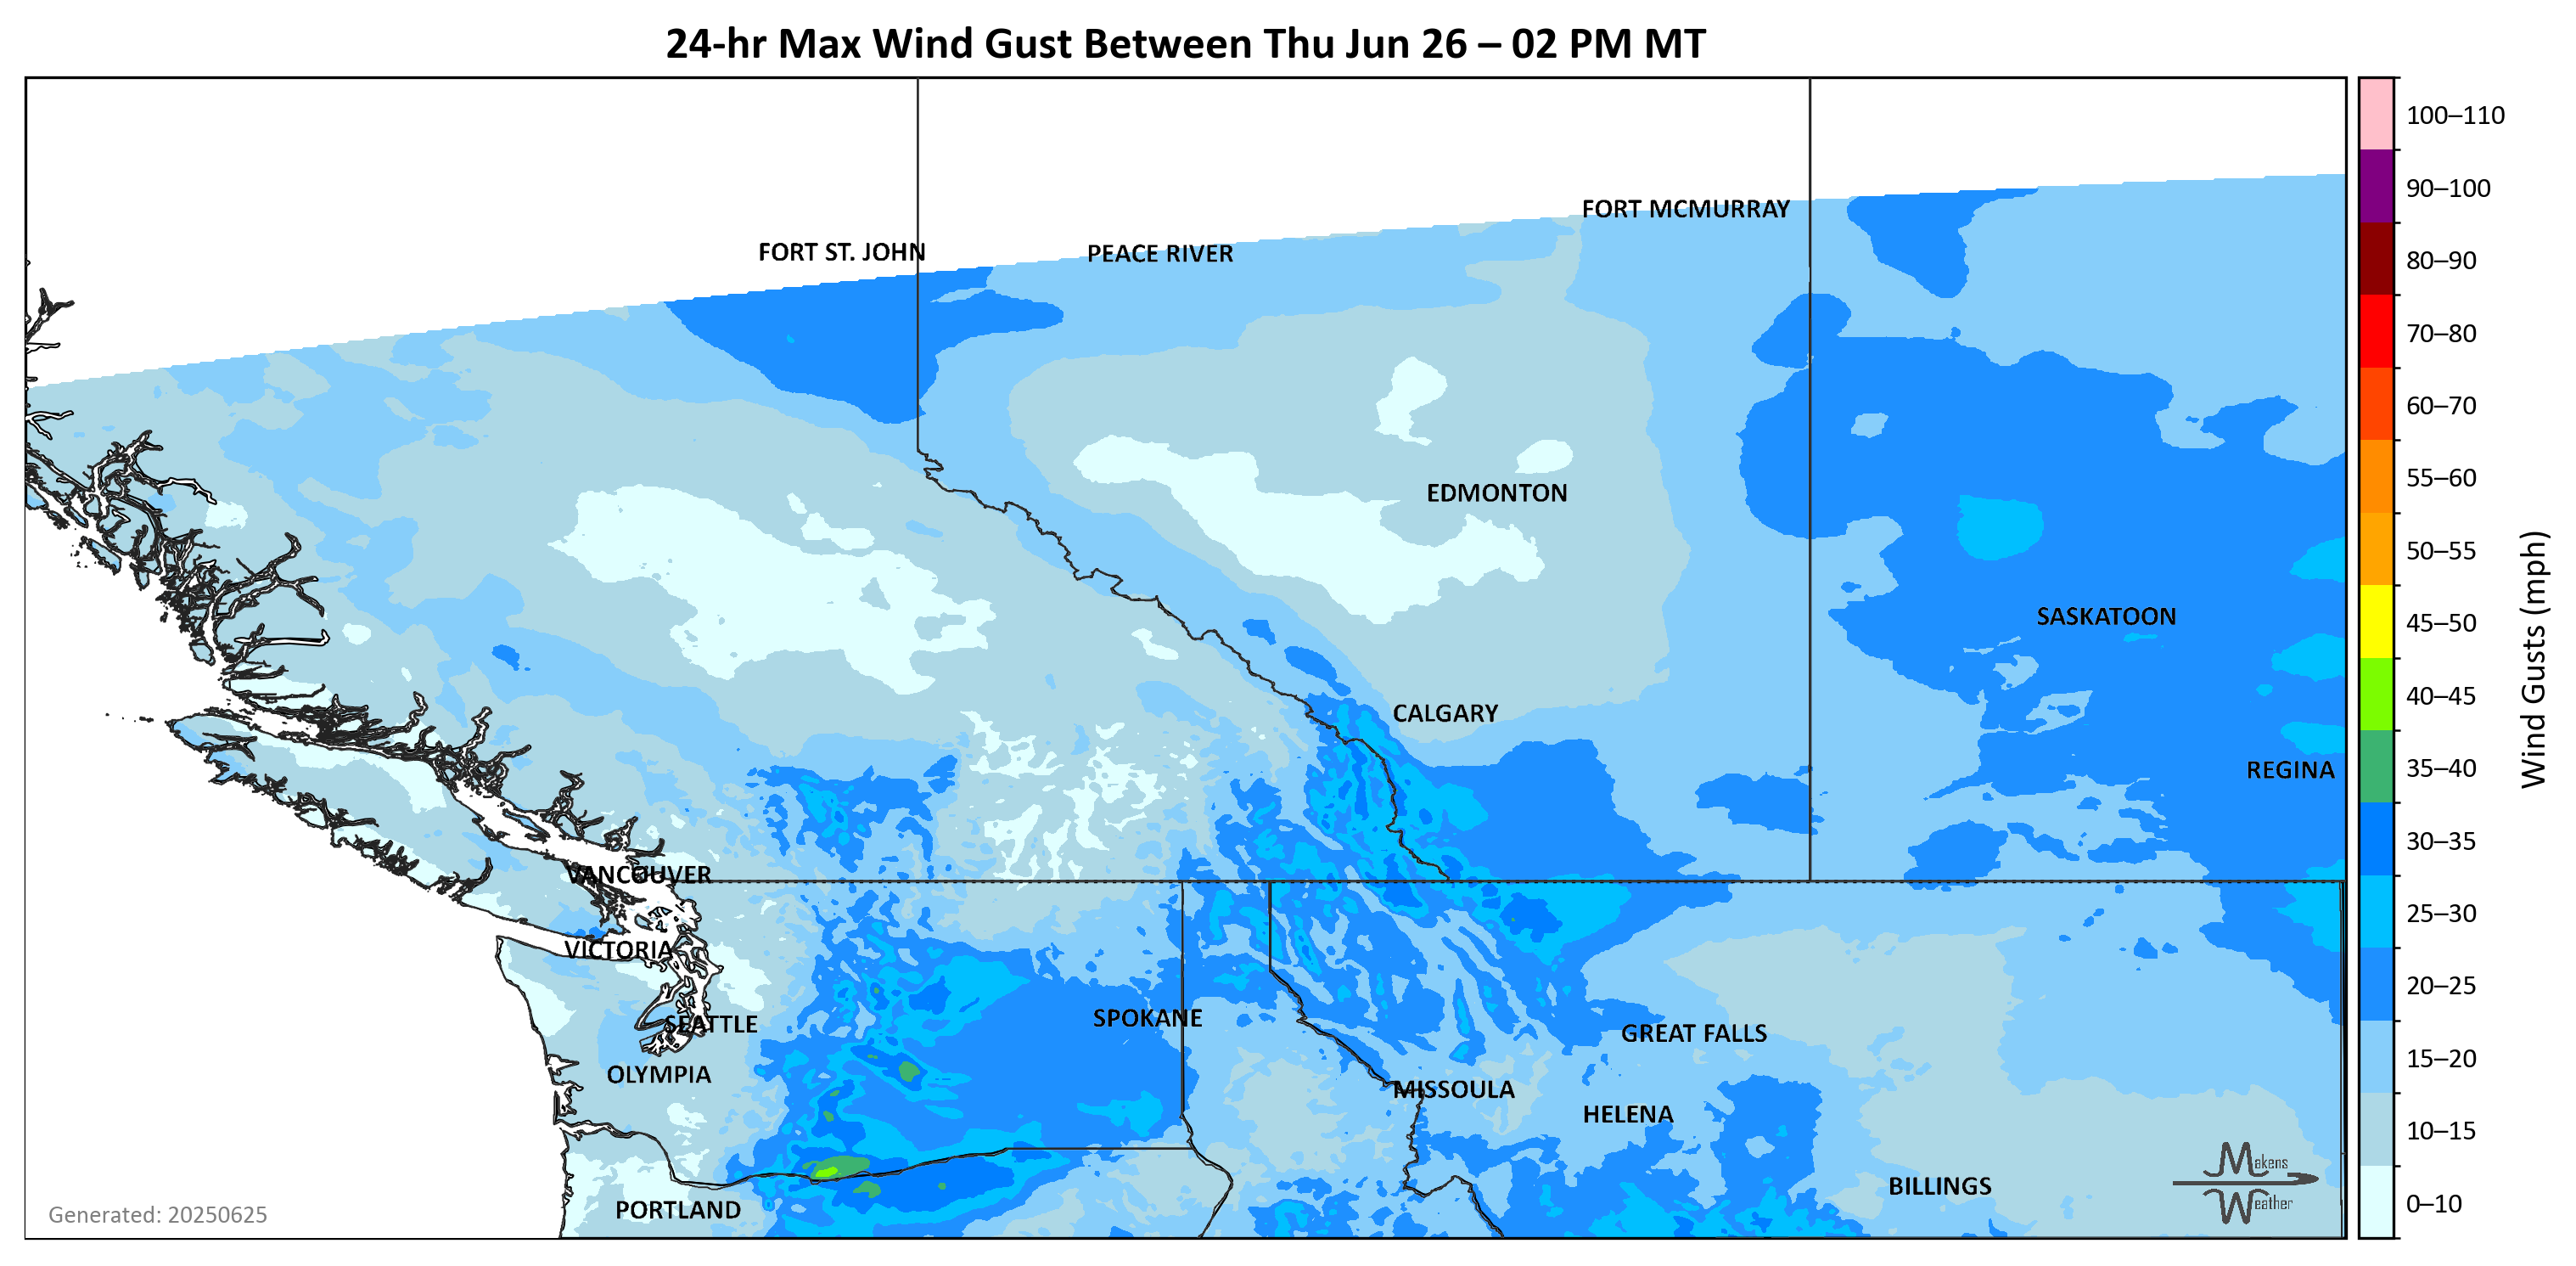 24-hr Max Wind Gust Between Thu Jun 26 – 02 PM MT
100–110
90–100
80–90
70–80
60–70
55–60
50–55
45–50
40–45
35–40
30–35
25–30
20–25
15–20
10–15
0–10
Wind Gusts (mph)
FORT MCMURRAY
FORT ST. JOHN
PEACE RIVER
EDMONTON
SASKATOON
CALGARY
REGINA
VANCOUVER
VICTORIA
SPOKANE
SEATTLE
GREAT FALLS
OLYMPIA
MISSOULA
HELENA
BILLINGS
PORTLAND
Makens
Weather
Generated: 20250625